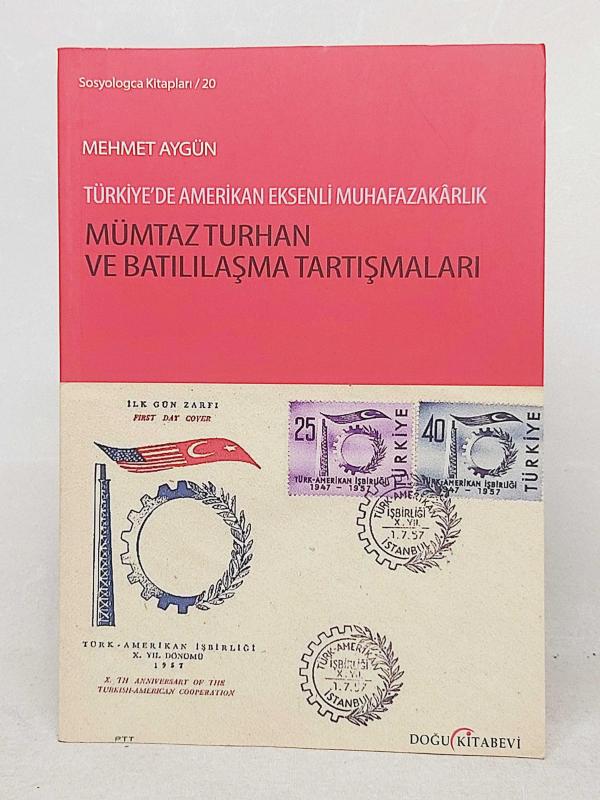 Sosyologca Kitapları / 20
MEHMET AYGÜN
TÜRKİYE'DE AMERİKAN EKSENLİ MUHAFAZAKÂRLIK
MÜMTAZ TURHAN
VE BATILILAŞMA TARTIŞMALARI
İLK GÜN ZARFI
FIRST DAY COVER
25
TÜRKİYE
TÜRK-AMERİKAN İŞBİRLİĞİ
1947 - 1957
40
TÜRKİYE
TÜRK-AMERİKAN İŞBİRLİĞİ
1947 - 1957
TÜRK-AMERİKAN
İŞBİRLİĞİ
X. YIL
1.7.57
İSTANBUL
TÜRK-AMERİKAN İŞBİRLİĞİ
X. YIL DÖNÜMÜ
1957
X. TH ANNIVERSARY OF THE
TURKISH-AMERICAN COOPERATION
TÜRK-AMERİKAN
İŞBİRLİĞİ
X. YIL
1.7.57
İSTANBUL
PTT
DOĞU KİTABEVİ